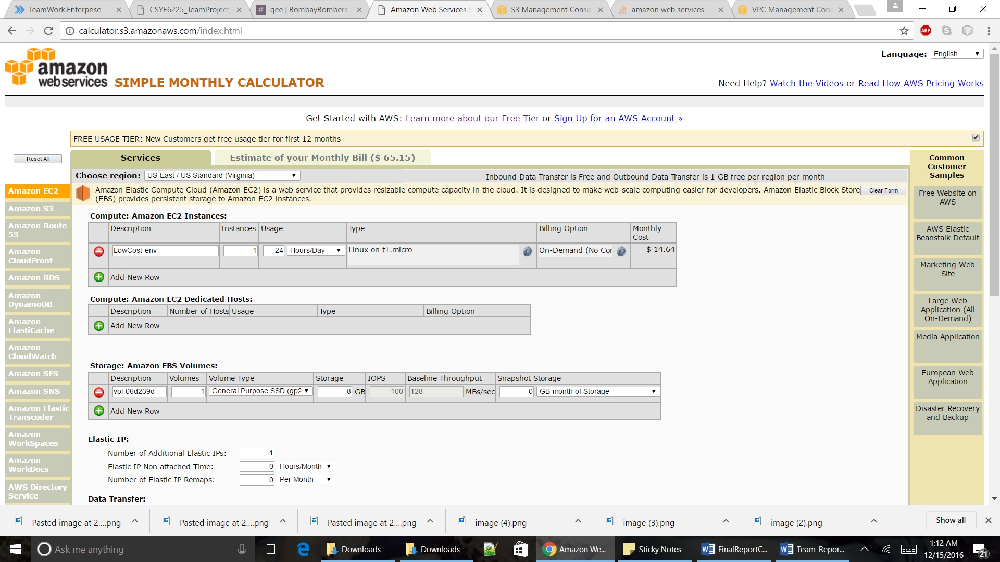 TeamWork.Enterprise
CSYE6225_TeamProject
gee | BombayBombers
Amazon Web Services S
S3 Management Conso
amazon web services -
VPC Management Con
calculator.s3.amazonaws.com/index.html
ABP
Language: English
amazon
web services
SIMPLE MONTHLY CALCULATOR
Need Help? Watch the Videos or Read How AWS Pricing Works
Get Started with AWS: Learn more about our Free Tier or Sign Up for an AWS Account »
FREE USAGE TIER: New Customers get free usage tier for first 12 months
Reset All
Services
Estimate of your Monthly Bill ($ 65.15)
Choose region: US-East / US Standard (Virginia)
Inbound Data Transfer is Free and Outbound Data Transfer is 1 GB free per region per month
Amazon Elastic Compute Cloud (Amazon EC2) is a web service that provides resizable compute capacity in the cloud. It is designed to make web-scale computing easier for developers. Amazon Elastic Block Store
(EBS) provides persistent storage to Amazon EC2 instances.
Clear Form
Amazon EC2
Amazon S3
Amazon Route
53
Amazon
CloudFront
Amazon RDS
Amazon
DynamoDB
Amazon
ElastiCache
Amazon
CloudWatch
Amazon SES
Amazon SNS
Amazon Elastic
Transcoder
Amazon
WorkSpaces
Amazon
WorkDocs
AWS Directory
Service
Compute: Amazon EC2 Instances:
Description Instances Usage Type Billing Option Monthly
Cost
LowCost-env 1 24 Hours/Day Linux on t1.micro On-Demand (No Cor $ 14.64
Add New Row
Compute: Amazon EC2 Dedicated Hosts:
Description Number of Hosts Usage Type Billing Option
Add New Row
Storage: Amazon EBS Volumes:
Description Volumes Volume Type Storage IOPS Baseline Throughput Snapshot Storage
vol-06d239d 1 General Purpose SSD (gp2 8 GB 100 128 MBs/sec 0 GB-month of Storage
Add New Row
Elastic IP:
Number of Additional Elastic IPs: 1
Elastic IP Non-attached Time: 0 Hours/Month
Number of Elastic IP Remaps: 0 Per Month
Data Transfer:
Common
Customer
Samples
Free Website on
AWS
AWS Elastic
Beanstalk Default
Marketing Web
Site
Large Web
Application (All
On-Demand)
Media Application
European Web
Application
Disaster Recovery
and Backup
Pasted image at 2....png
Pasted image at 2....png
Pasted image at 2....png
image (4).png
image (3).png
image (2).png
Show all
Ask me anything
Downloads
Downloads
Amazon We...
Sticky Notes
FinalReportC...
Team_Repor...
1:12 AM
12/15/2016
21